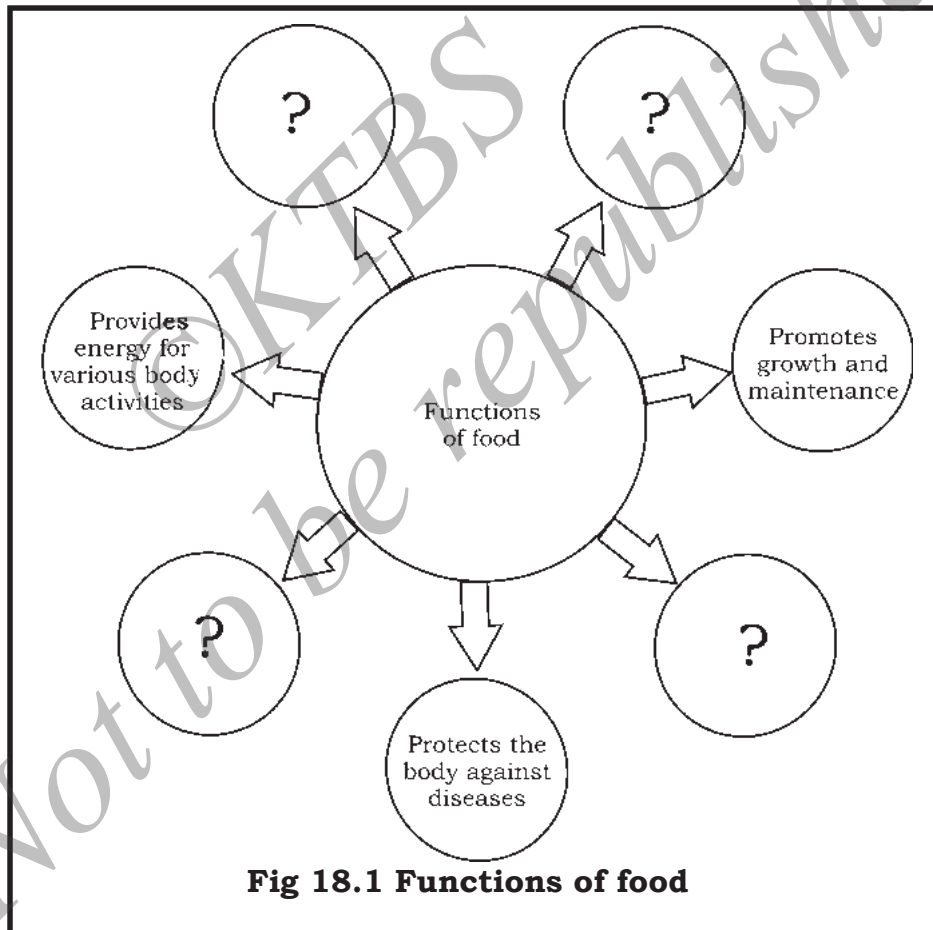 ?
?
Provides
energy for
various body
activities
Promotes
growth and
maintenance
Functions
of food
?
?
Protects the
body against
diseases
Fig 18.1 Functions of food
©KTBS
Not to be republishe